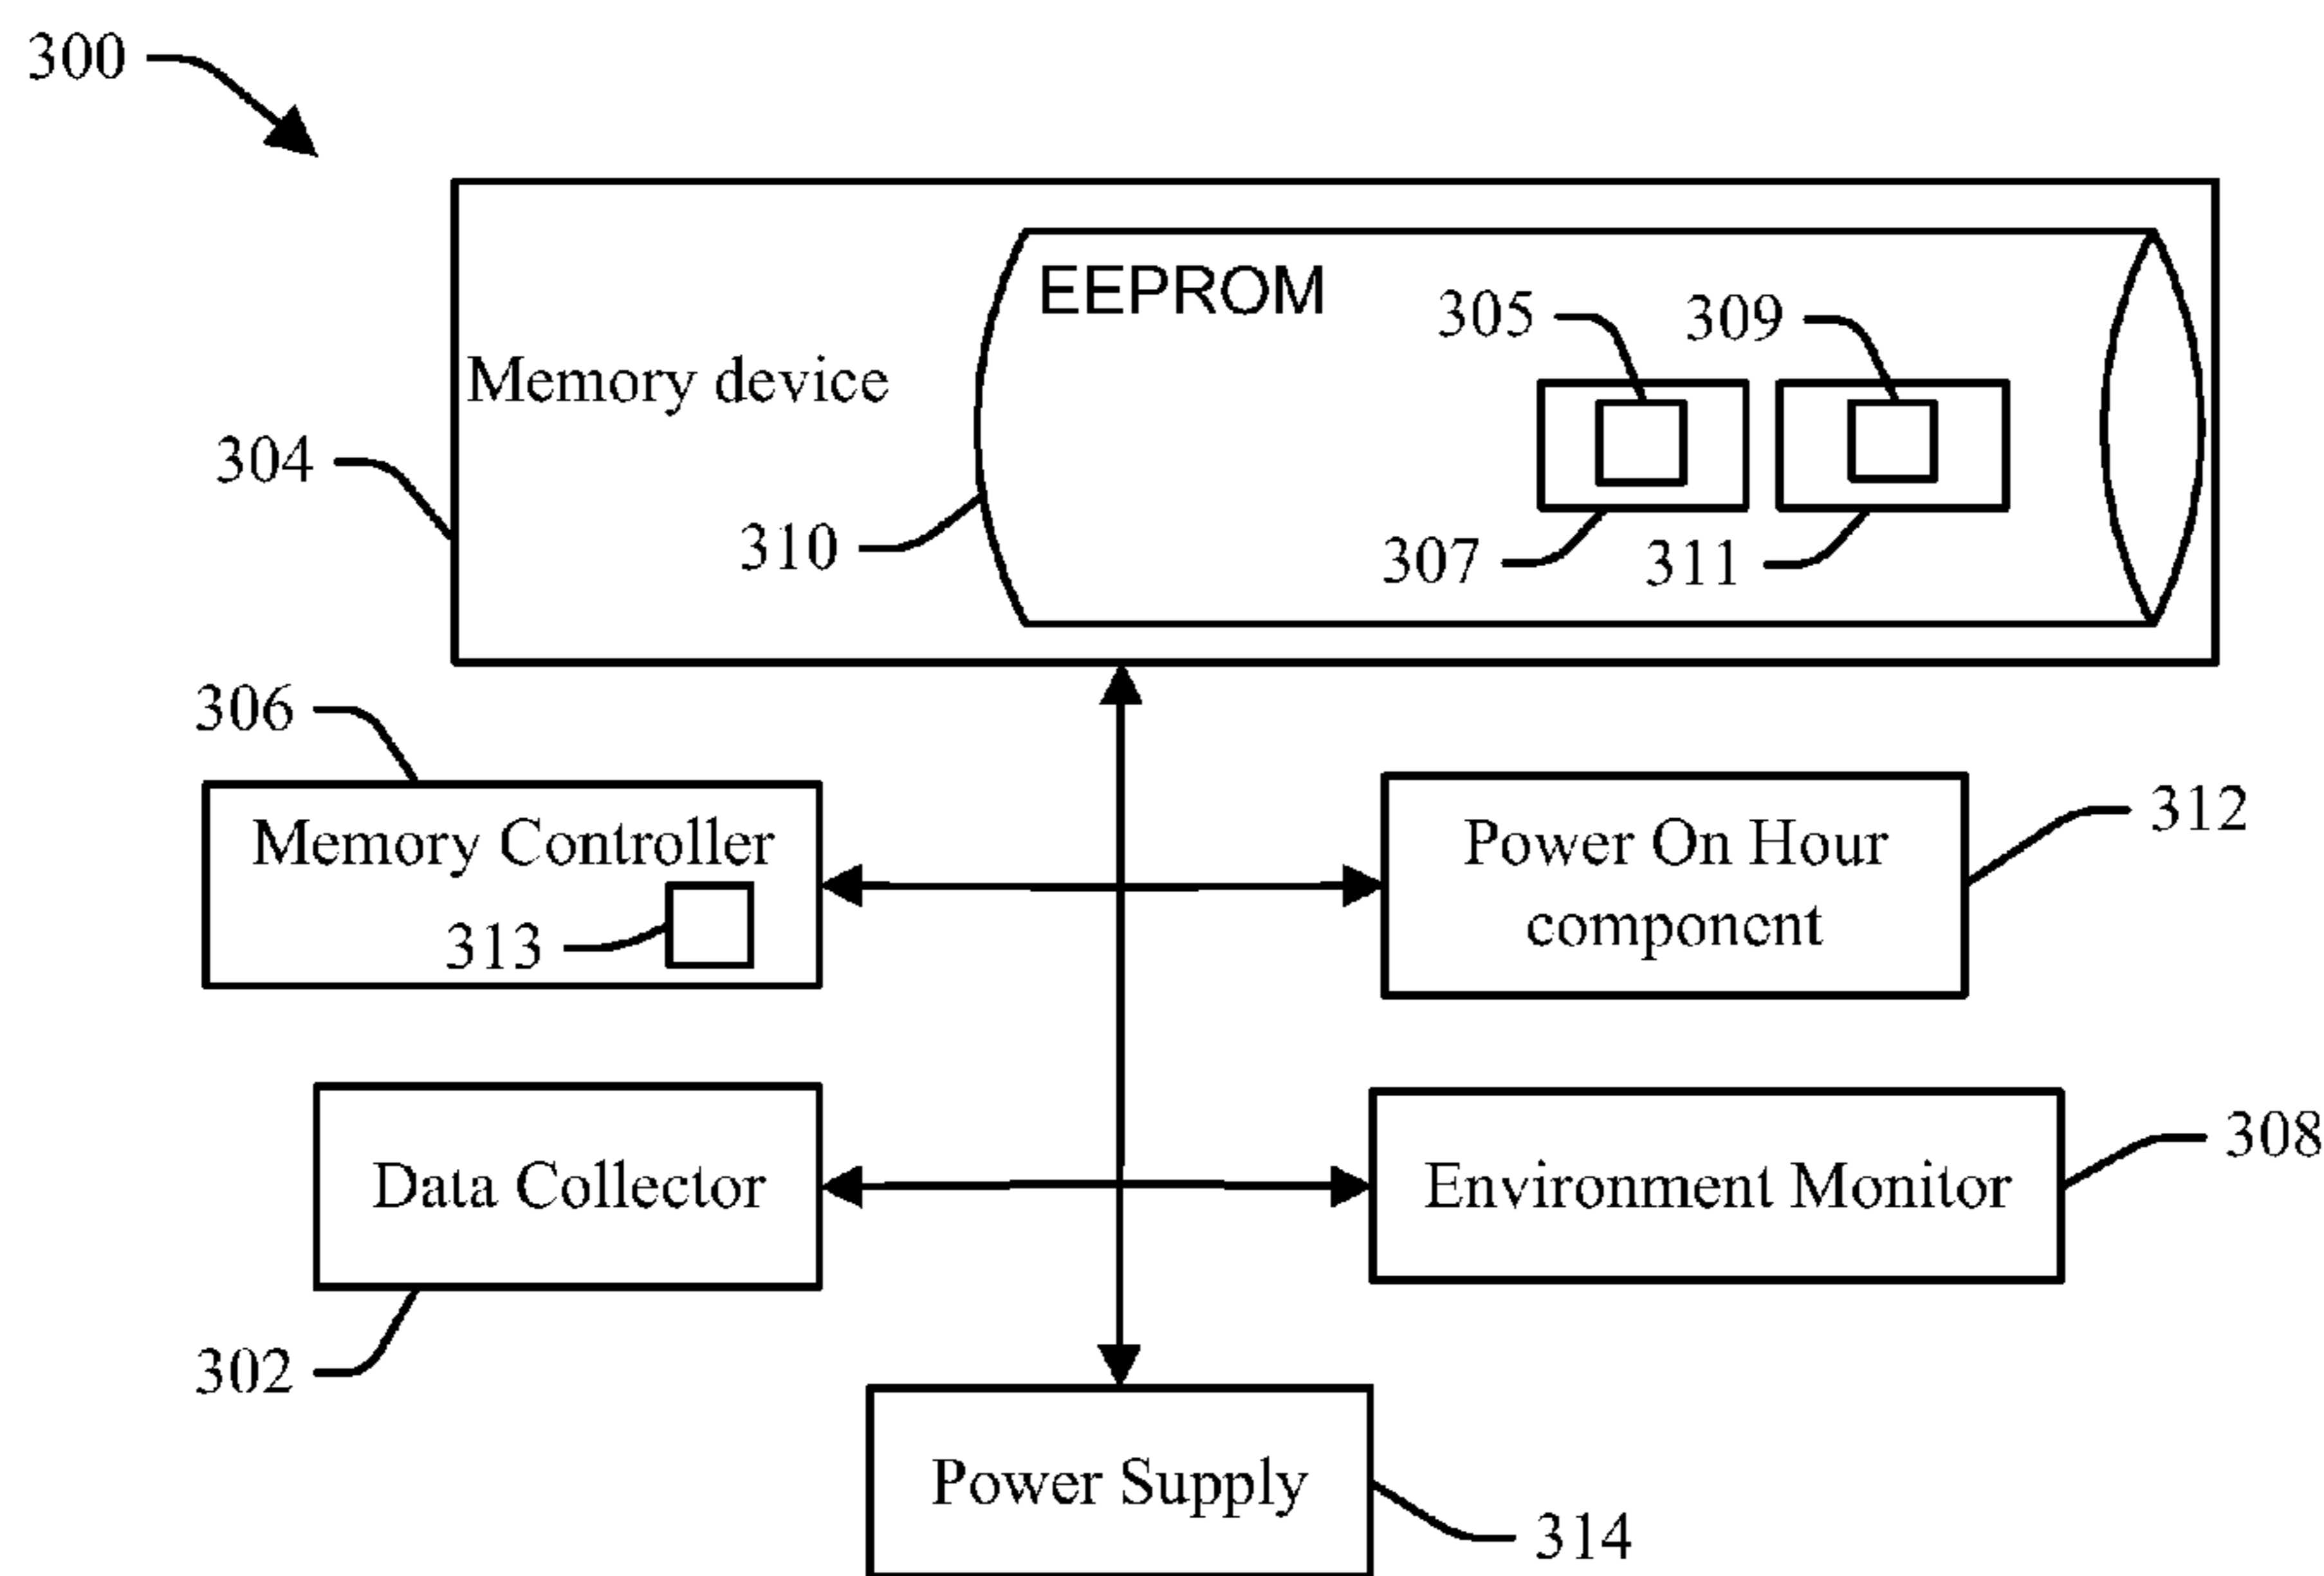 300
EEPROM
305
309
Memory device
304
310
307
311
306
Memory Controller
313
Power On Hour
component
312
Data Collector
302
Environment Monitor
308
Power Supply
314